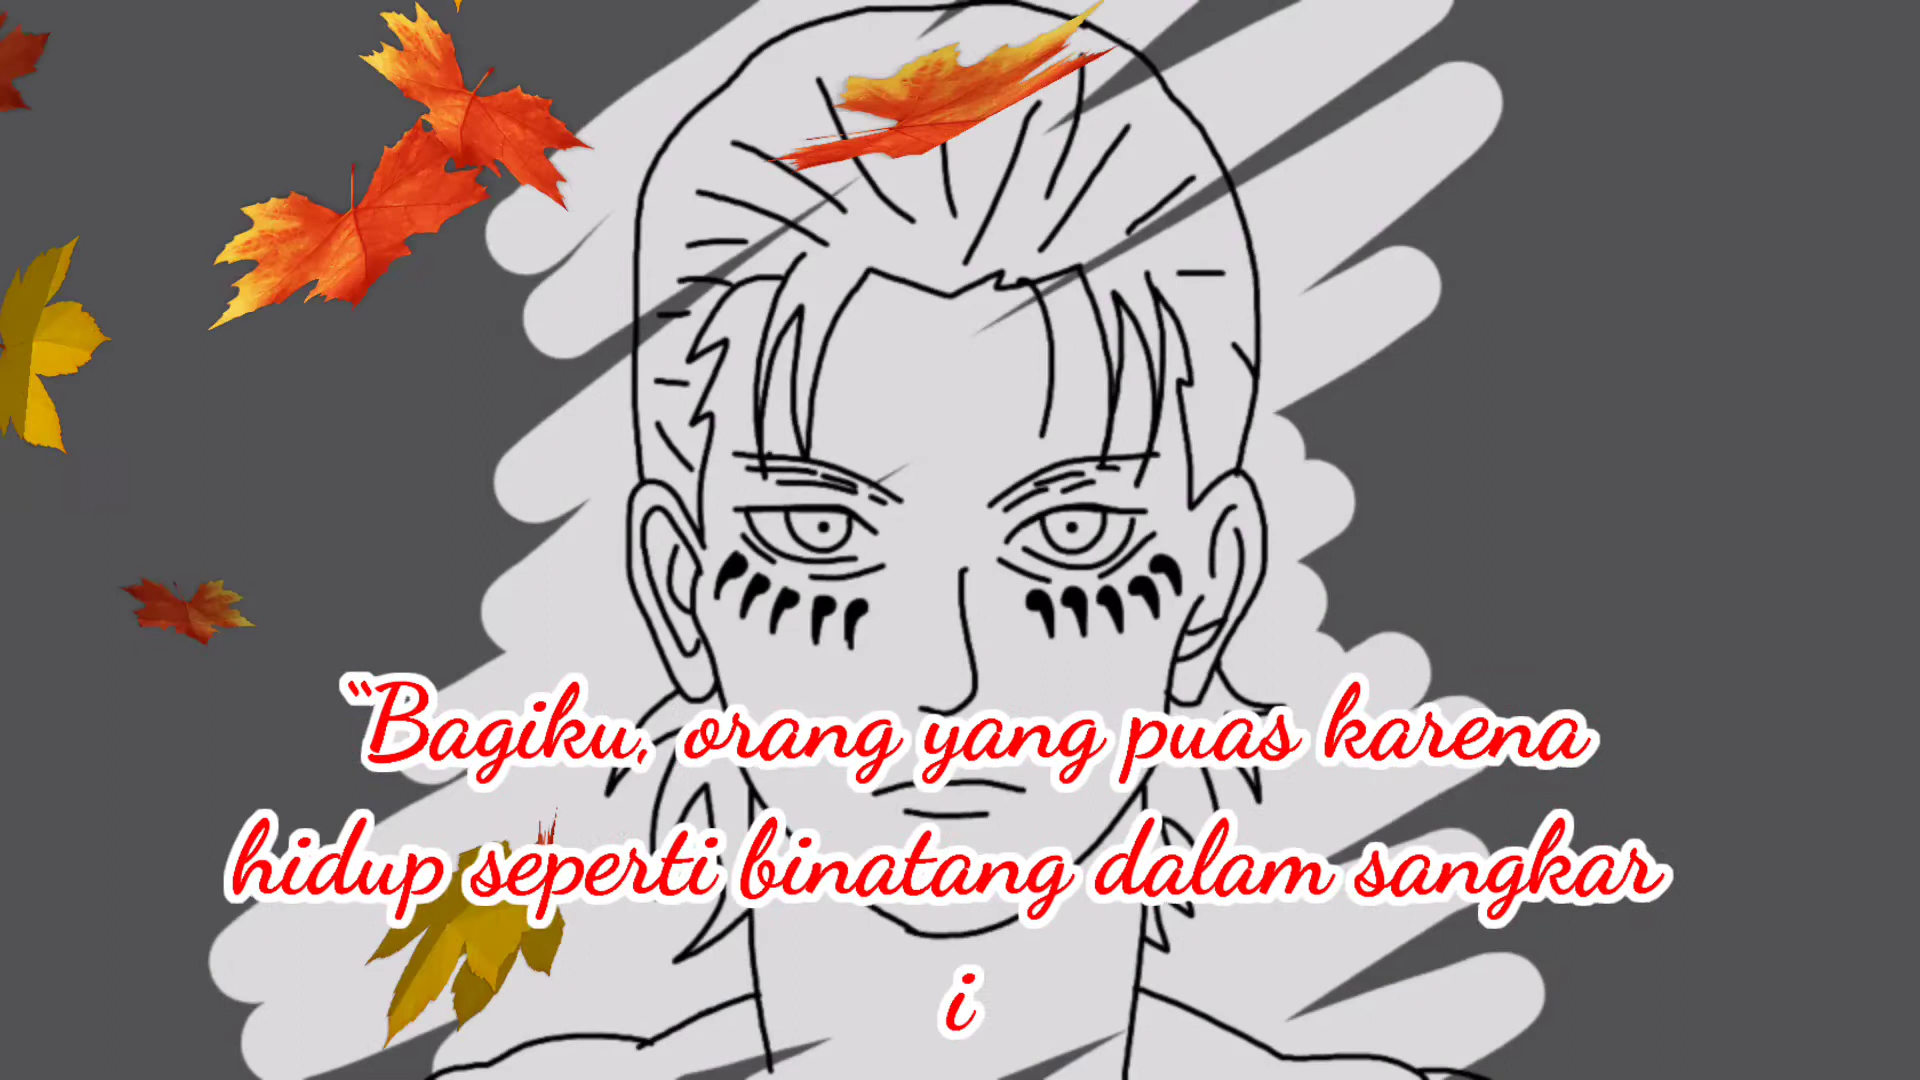 “Bagiku, orang yang puas karena
hidup seperti binatang dalam sangkar
i